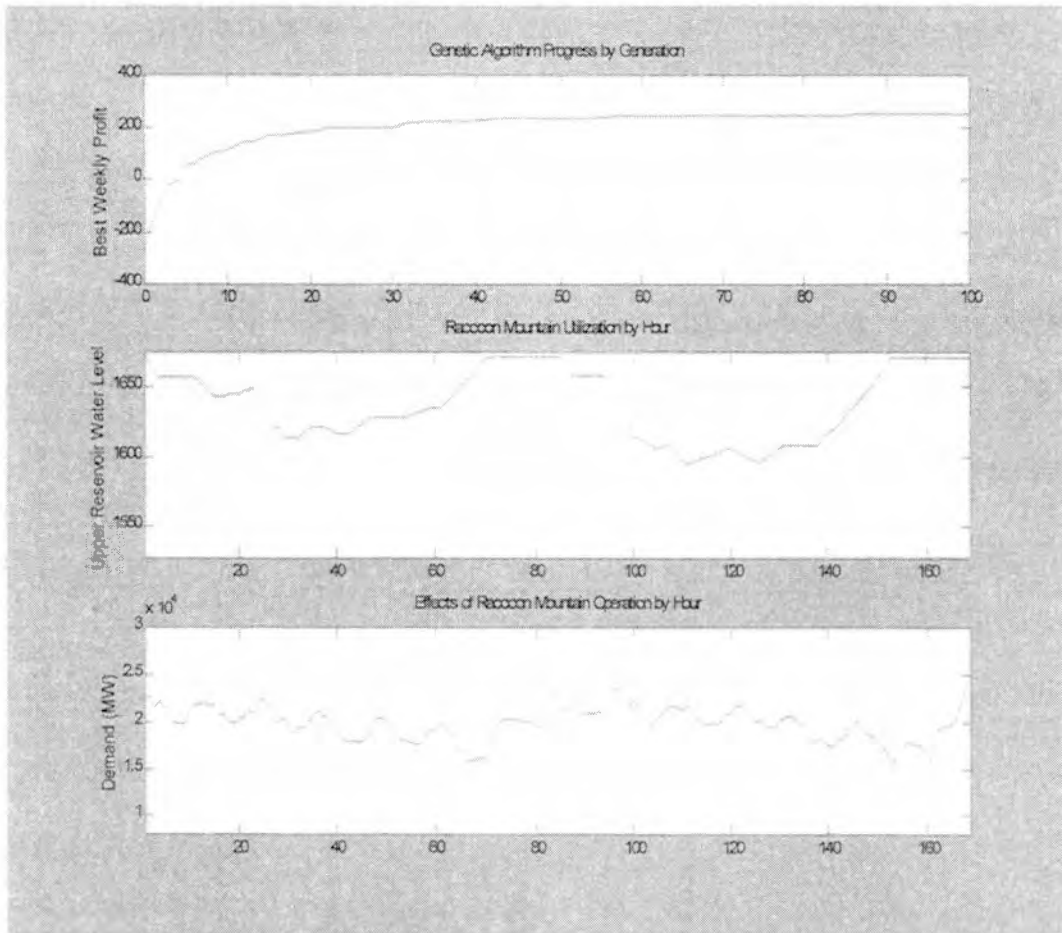 Genetic Algorithm Progress by Generation
Best Weekly Profit
400
200
0
-200
-400
0 10 20 30 40 50 60 70 80 90 100
Raccoon Mountain Utilization by Hour
Upper Reservoir Water Level
1650
1600
1550
20 40 60 80 100 120 140 160
Effects of Raccoon Mountain Operation by Hour
x 10⁴
Demand (MW)
3
2.5
2
1.5
1
20 40 60 80 100 120 140 160